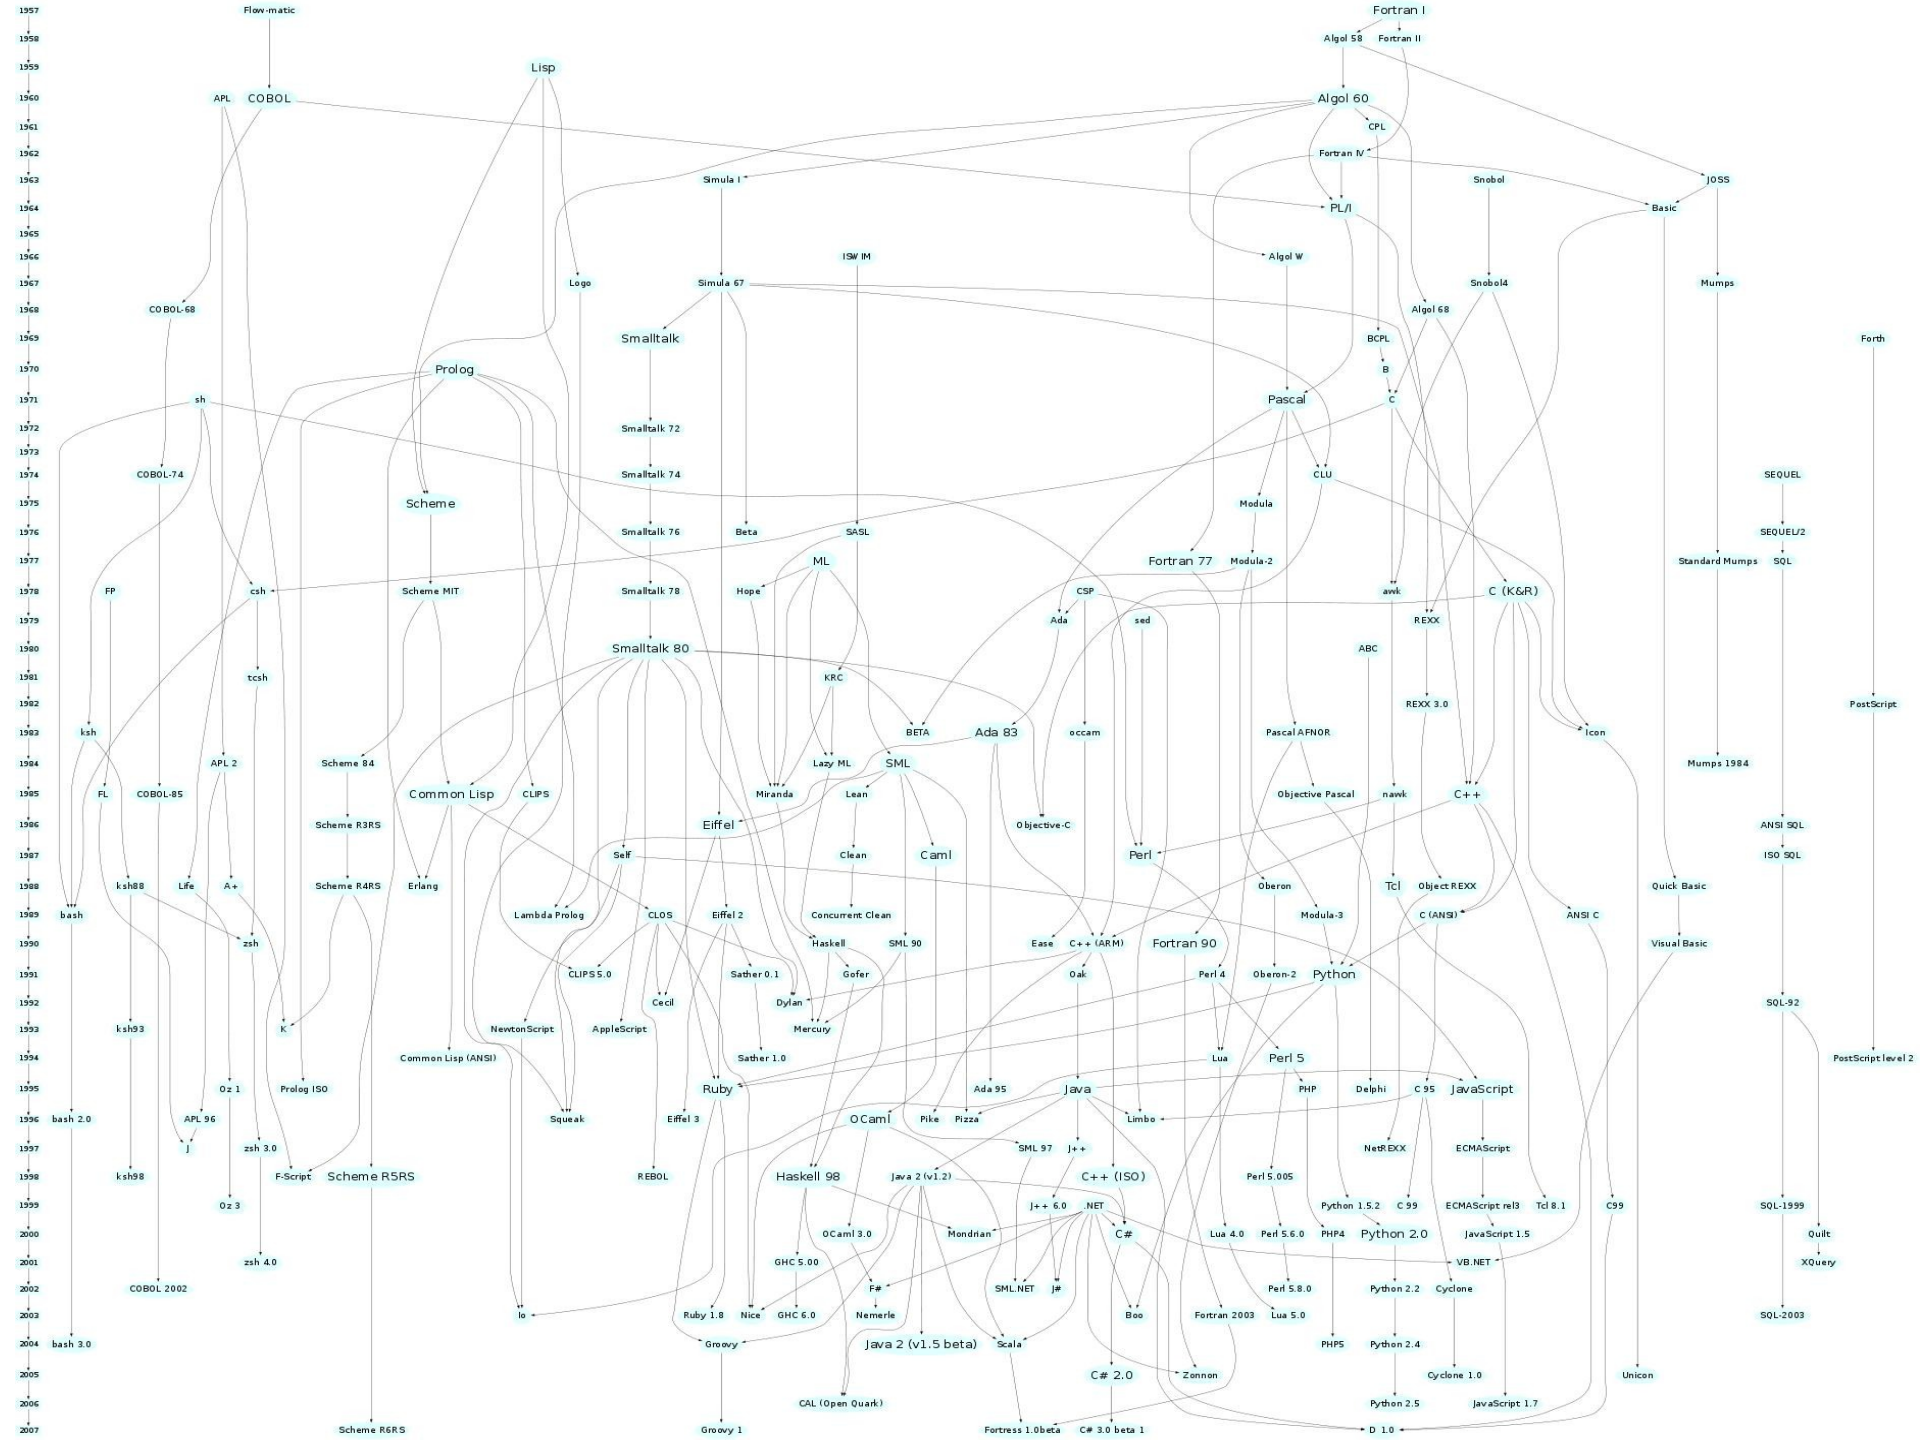 1957 Flow-matic Fortran I
1958 Algol 58 Fortran II
1959 Lisp
1960 APL COBOL Algol 60
1961 CPL
1962 Fortran IV
1963 Simula I Snobol JOSS
1964 PL/I Basic
1965
1966 ISWIM Algol W
1967 Logo Simula 67 Snobol4 Mumps
1968 COBOL-68 Algol 68
1969 Smalltalk BCPL Forth
1970 Prolog B
1971 sh Pascal C
1972 Smalltalk 72
1973
1974 COBOL-74 Smalltalk 74 CLU SEQUEL
1975 Scheme Modula
1976 Smalltalk 76 Beta SASL SEQUEL/2
1977 ML Fortran 77 Modula-2 Standard Mumps SQL
1978 FP csh Scheme MIT Smalltalk 78 Hope CSP awk C (K&R)
1979 Ada sed REXX
1980 Smalltalk 80 ABC
1981 tcsh KRC
1982 REXX 3.0 PostScript
1983 ksh BETA Ada 83 occam Pascal AFNOR Icon
1984 APL 2 Scheme 84 Lazy ML SML Mumps 1984
1985 FL COBOL-85 Common Lisp CLIPS Miranda Lean Objective Pascal nawk C++
1986 Scheme R3RS Eiffel Objective-C ANSI SQL
1987 Self Clean Caml Perl ISO SQL
1988 ksh88 Life A+ Scheme R4RS Erlang Oberon Tcl Object REXX Quick Basic
1989 bash Lambda Prolog CLOS Eiffel 2 Concurrent Clean Modula-3 C (ANSI) ANSI C
1990 zsh Haskell SML 90 Ease C++ (ARM) Fortran 90 Visual Basic
1991 CLIPS 5.0 Sather 0.1 Gofer Oak Perl 4 Oberon-2 Python
1992 Cecil Dylan SQL-92
1993 ksh93 K NewtonScript AppleScript Mercury
1994 Common Lisp (ANSI) Sather 1.0 Lua Perl 5 PostScript level 2
1995 Oz 1 Prolog ISO Ruby Ada 95 Java PHP Delphi C 95 JavaScript
1996 bash 2.0 APL 96 Squeak Eiffel 3 OCaml Pike Pizza Limbo
1997 J zsh 3.0 SML 97 J++ NetREXX ECMAScript
1998 ksh98 F-Script Scheme R5RS REBOL Haskell 98 Java 2 (v1.2) C++ (ISO) Perl 5.005
1999 Oz 3 J++ 6.0 .NET Python 1.5.2 C 99 ECMAScript rel3 Tcl 8.1 C99 SQL-1999
2000 OCaml 3.0 Mondrian C# Lua 4.0 Perl 5.6.0 PHP4 Python 2.0 JavaScript 1.5 Quilt
2001 zsh 4.0 GHC 5.00 VB.NET XQuery
2002 COBOL 2002 F# SML.NET J# Perl 5.8.0 Python 2.2 Cyclone
2003 Io Ruby 1.8 Nice GHC 6.0 Nemerle Boo Fortran 2003 Lua 5.0 SQL-2003
2004 bash 3.0 Groovy Java 2 (v1.5 beta) Scala PHP5 Python 2.4
2005 C# 2.0 Zonnon Cyclone 1.0 Unicon
2006 CAL (Open Quark) Python 2.5 JavaScript 1.7
2007 Scheme R6RS Groovy 1 Fortress 1.0beta C# 3.0 beta 1 D 1.0